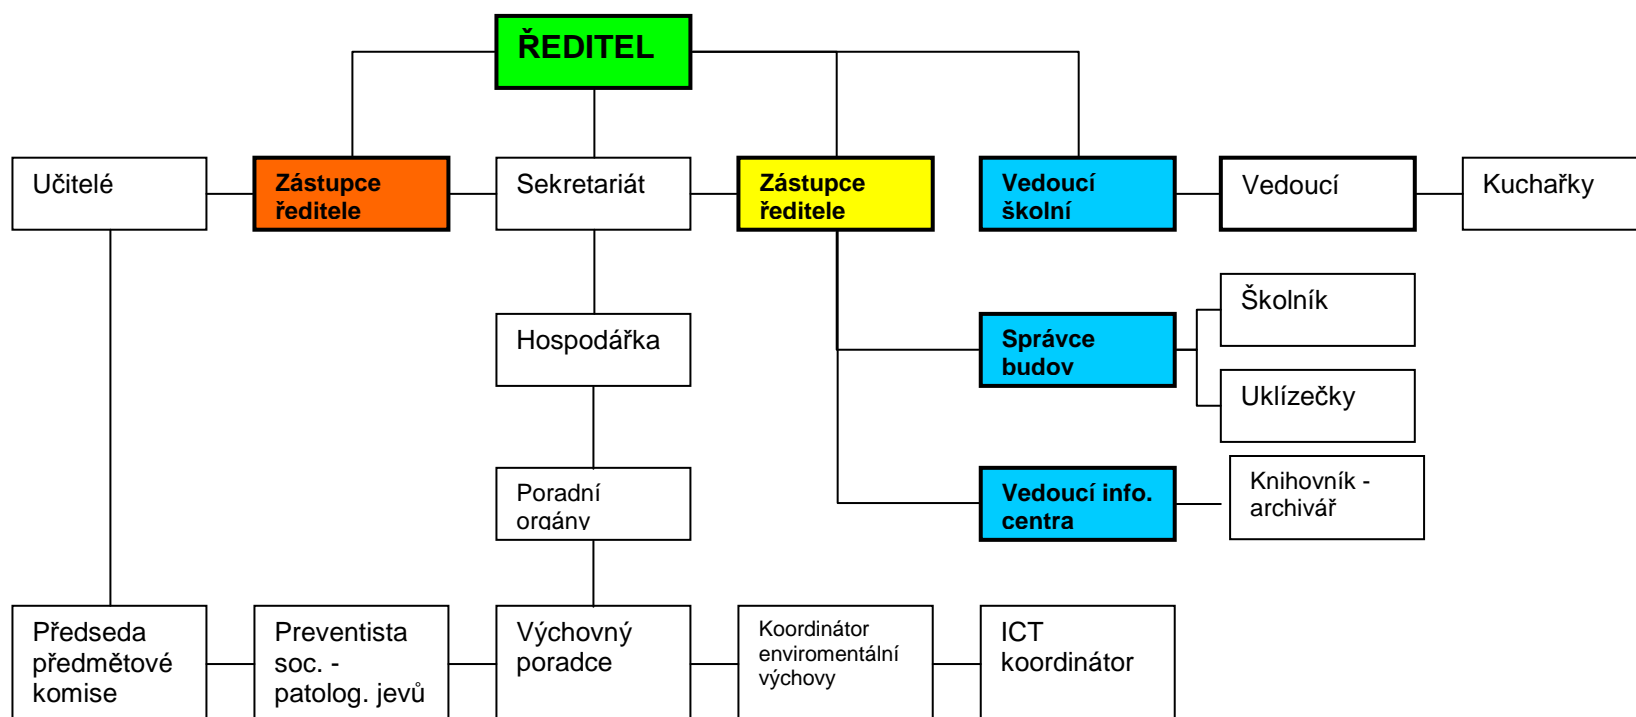 ŘEDITEL
Učitelé
Zástupce
ředitele
Sekretariát
Zástupce
ředitele
Vedoucí
školní
Vedoucí
Kuchařky
Hospodářka
Správce
budov
Školník
Uklízečky
Poradní
orgány
Vedoucí info.
centra
Knihovník -
archivář
Předseda
předmětové
komise
Preventista
soc. -
patolog. jevů
Výchovný
poradce
Koordinátor
enviromentální
výchovy
ICT
koordinátor